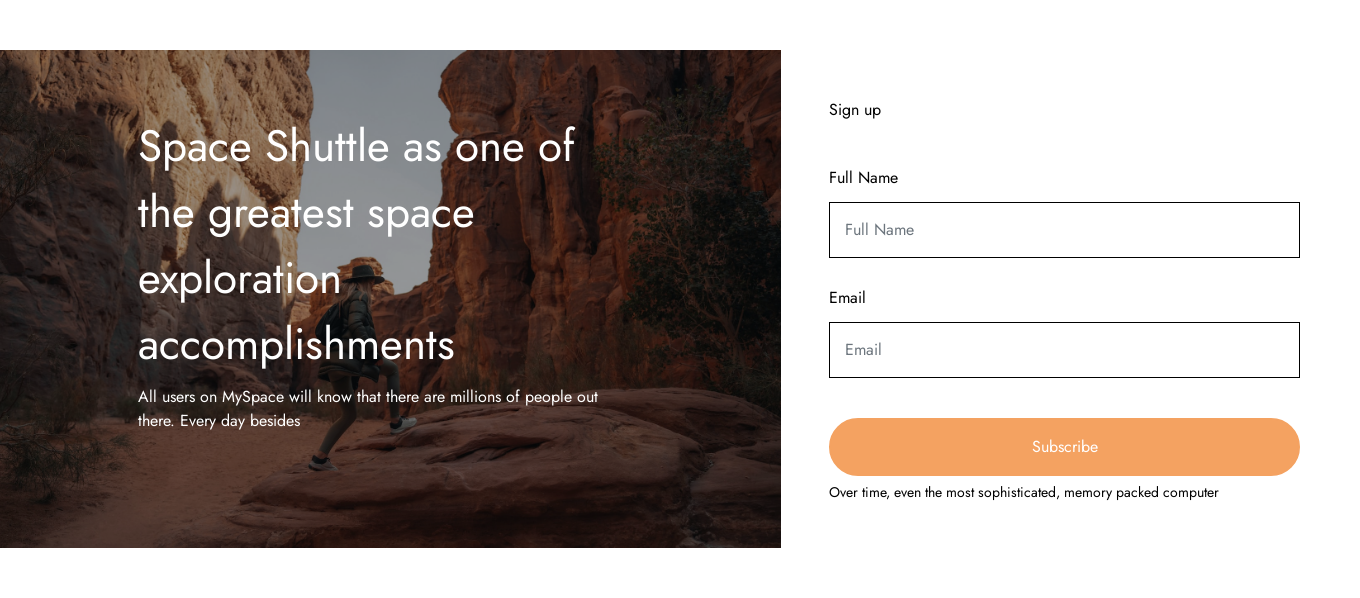 Space Shuttle as one of
the greatest space
exploration
accomplishments
All users on MySpace will know that there are millions of people out
there. Every day besides
Sign up
Full Name
Full Name
Email
Email
Subscribe
Over time, even the most sophisticated, memory packed computer